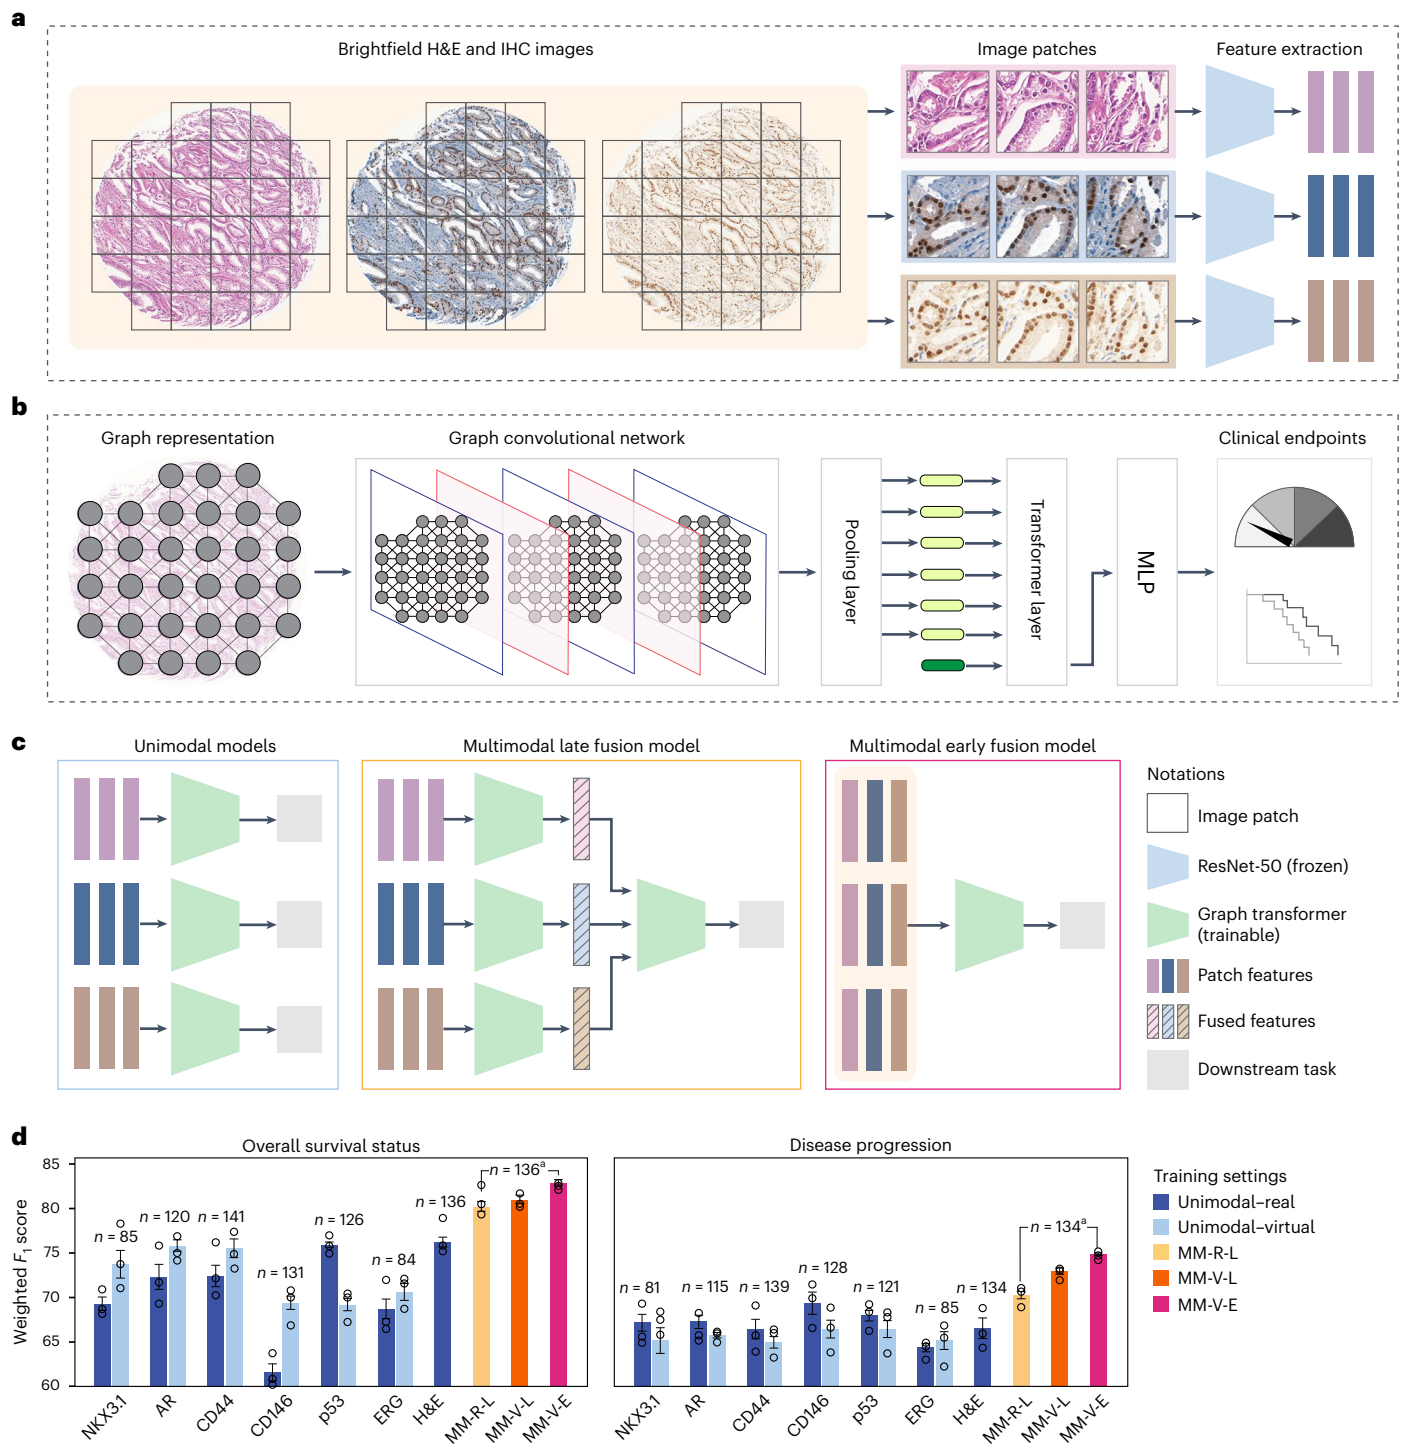 a
Brightfield H&E and IHC images
Image patches
Feature extraction
b
Graph representation
Graph convolutional network
Clinical endpoints
Pooling layer
Transformer layer
MLP
c
Unimodal models
Multimodal late fusion model
Multimodal early fusion model
Notations
Image patch
ResNet-50 (frozen)
Graph transformer
(trainable)
Patch features
Fused features
Downstream task
d
Overall survival status
Weighted F1 score
85
80
75
70
65
60
n = 85
n = 120
n = 141
n = 131
n = 126
n = 84
n = 136
n = 136a
NKX3.1
AR
CD44
CD146
p53
ERG
H&E
MM-R-L
MM-V-L
MM-V-E
Disease progression
n = 81
n = 115
n = 139
n = 128
n = 121
n = 85
n = 134
n = 134a
NKX3.1
AR
CD44
CD146
p53
ERG
H&E
MM-R-L
MM-V-L
MM-V-E
Training settings
Unimodal–real
Unimodal–virtual
MM-R-L
MM-V-L
MM-V-E